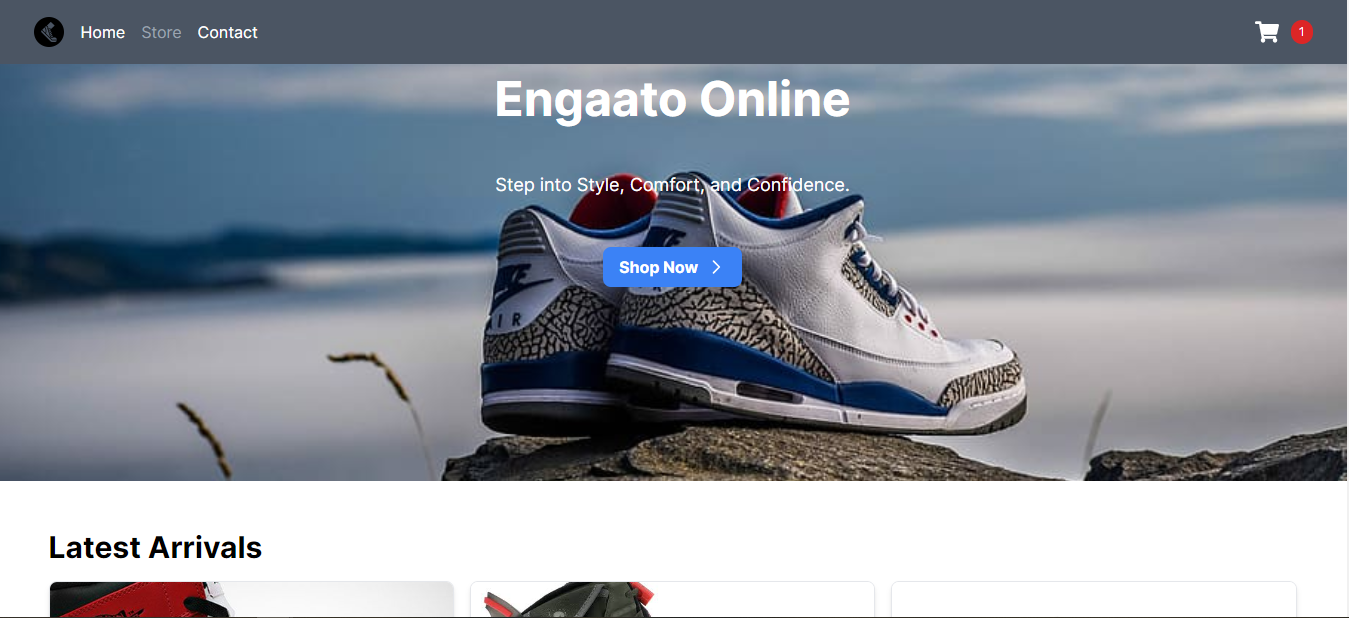 Home Store Contact 1
Engaato Online
Step into Style, Comfort, and Confidence.
Shop Now
AIR
Latest Arrivals